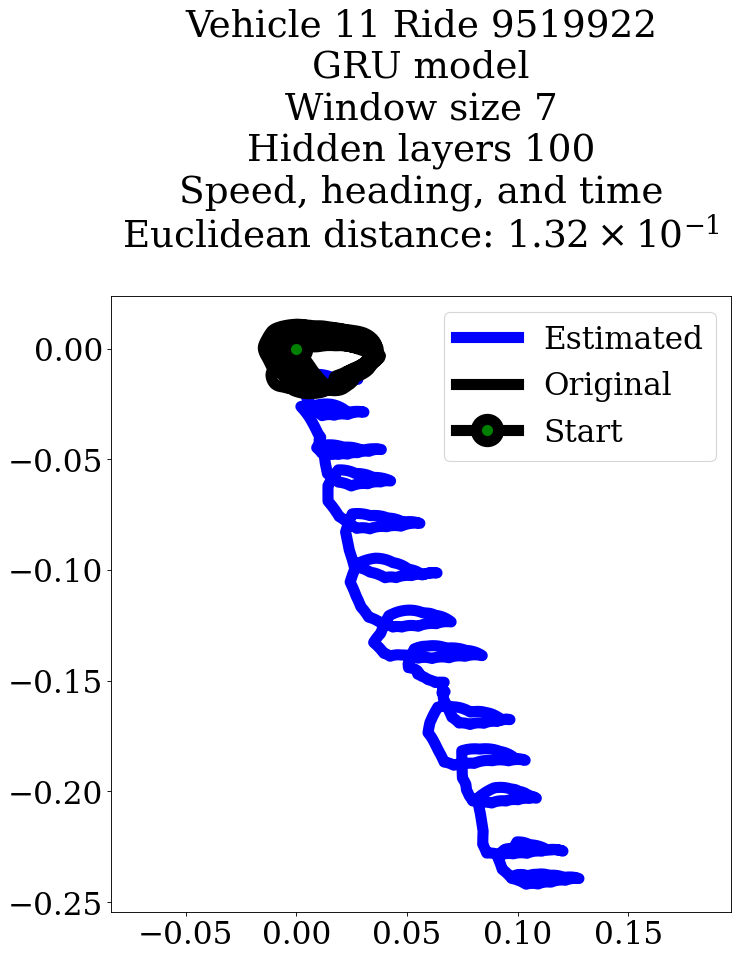 Vehicle 11 Ride 9519922
GRU model
Window size 7
Hidden layers 100
Speed, heading, and time
Euclidean distance: 1.32 × 10⁻¹
Estimated
Original
Start
0.00
−0.05
−0.10
−0.15
−0.20
−0.25
−0.05 0.00 0.05 0.10 0.15